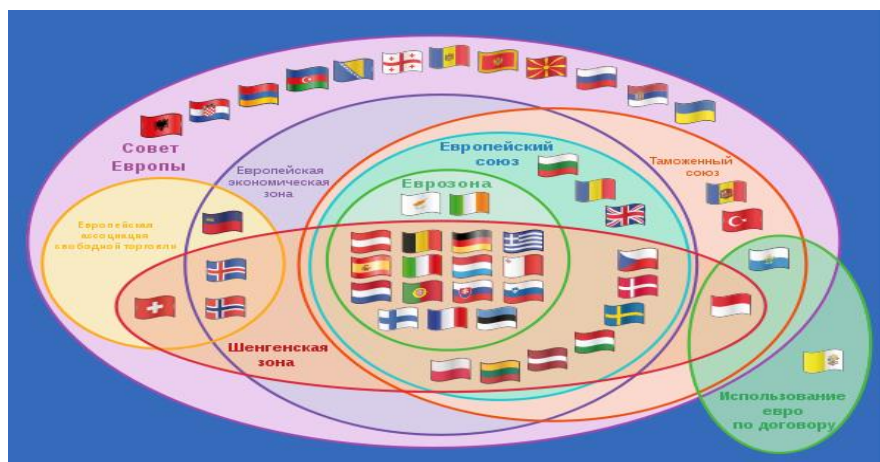 Совет
Европы
Европейская
экономическая
зона
Европейский
союз
Таможенный
союз
Еврозона
Европейская
ассоциация
свободной торговли
Шенгенская
зона
Использование
евро
по договору